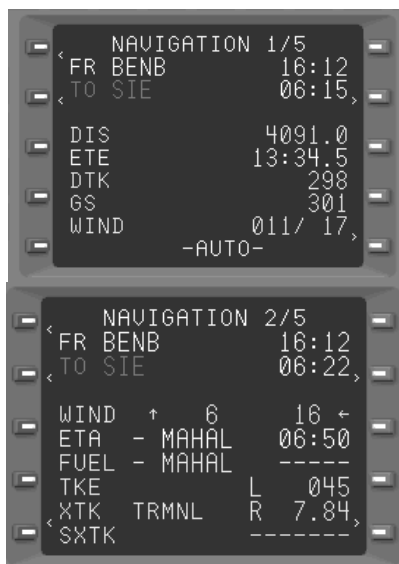 NAVIGATION 1/5
FR BENB 16:12
TO SIE 06:15
DIS 4091.0
ETE 13:34.5
DTK 298
GS 301
WIND 011/ 17
-AUTO-
NAVIGATION 2/5
FR BENB 16:12
TO SIE 06:22
WIND ↑ 6 16 ←
ETA - MAHAL 06:50
FUEL - MAHAL -----
TKE L 045
XTK TRMNL R 7.84
SXTK -------